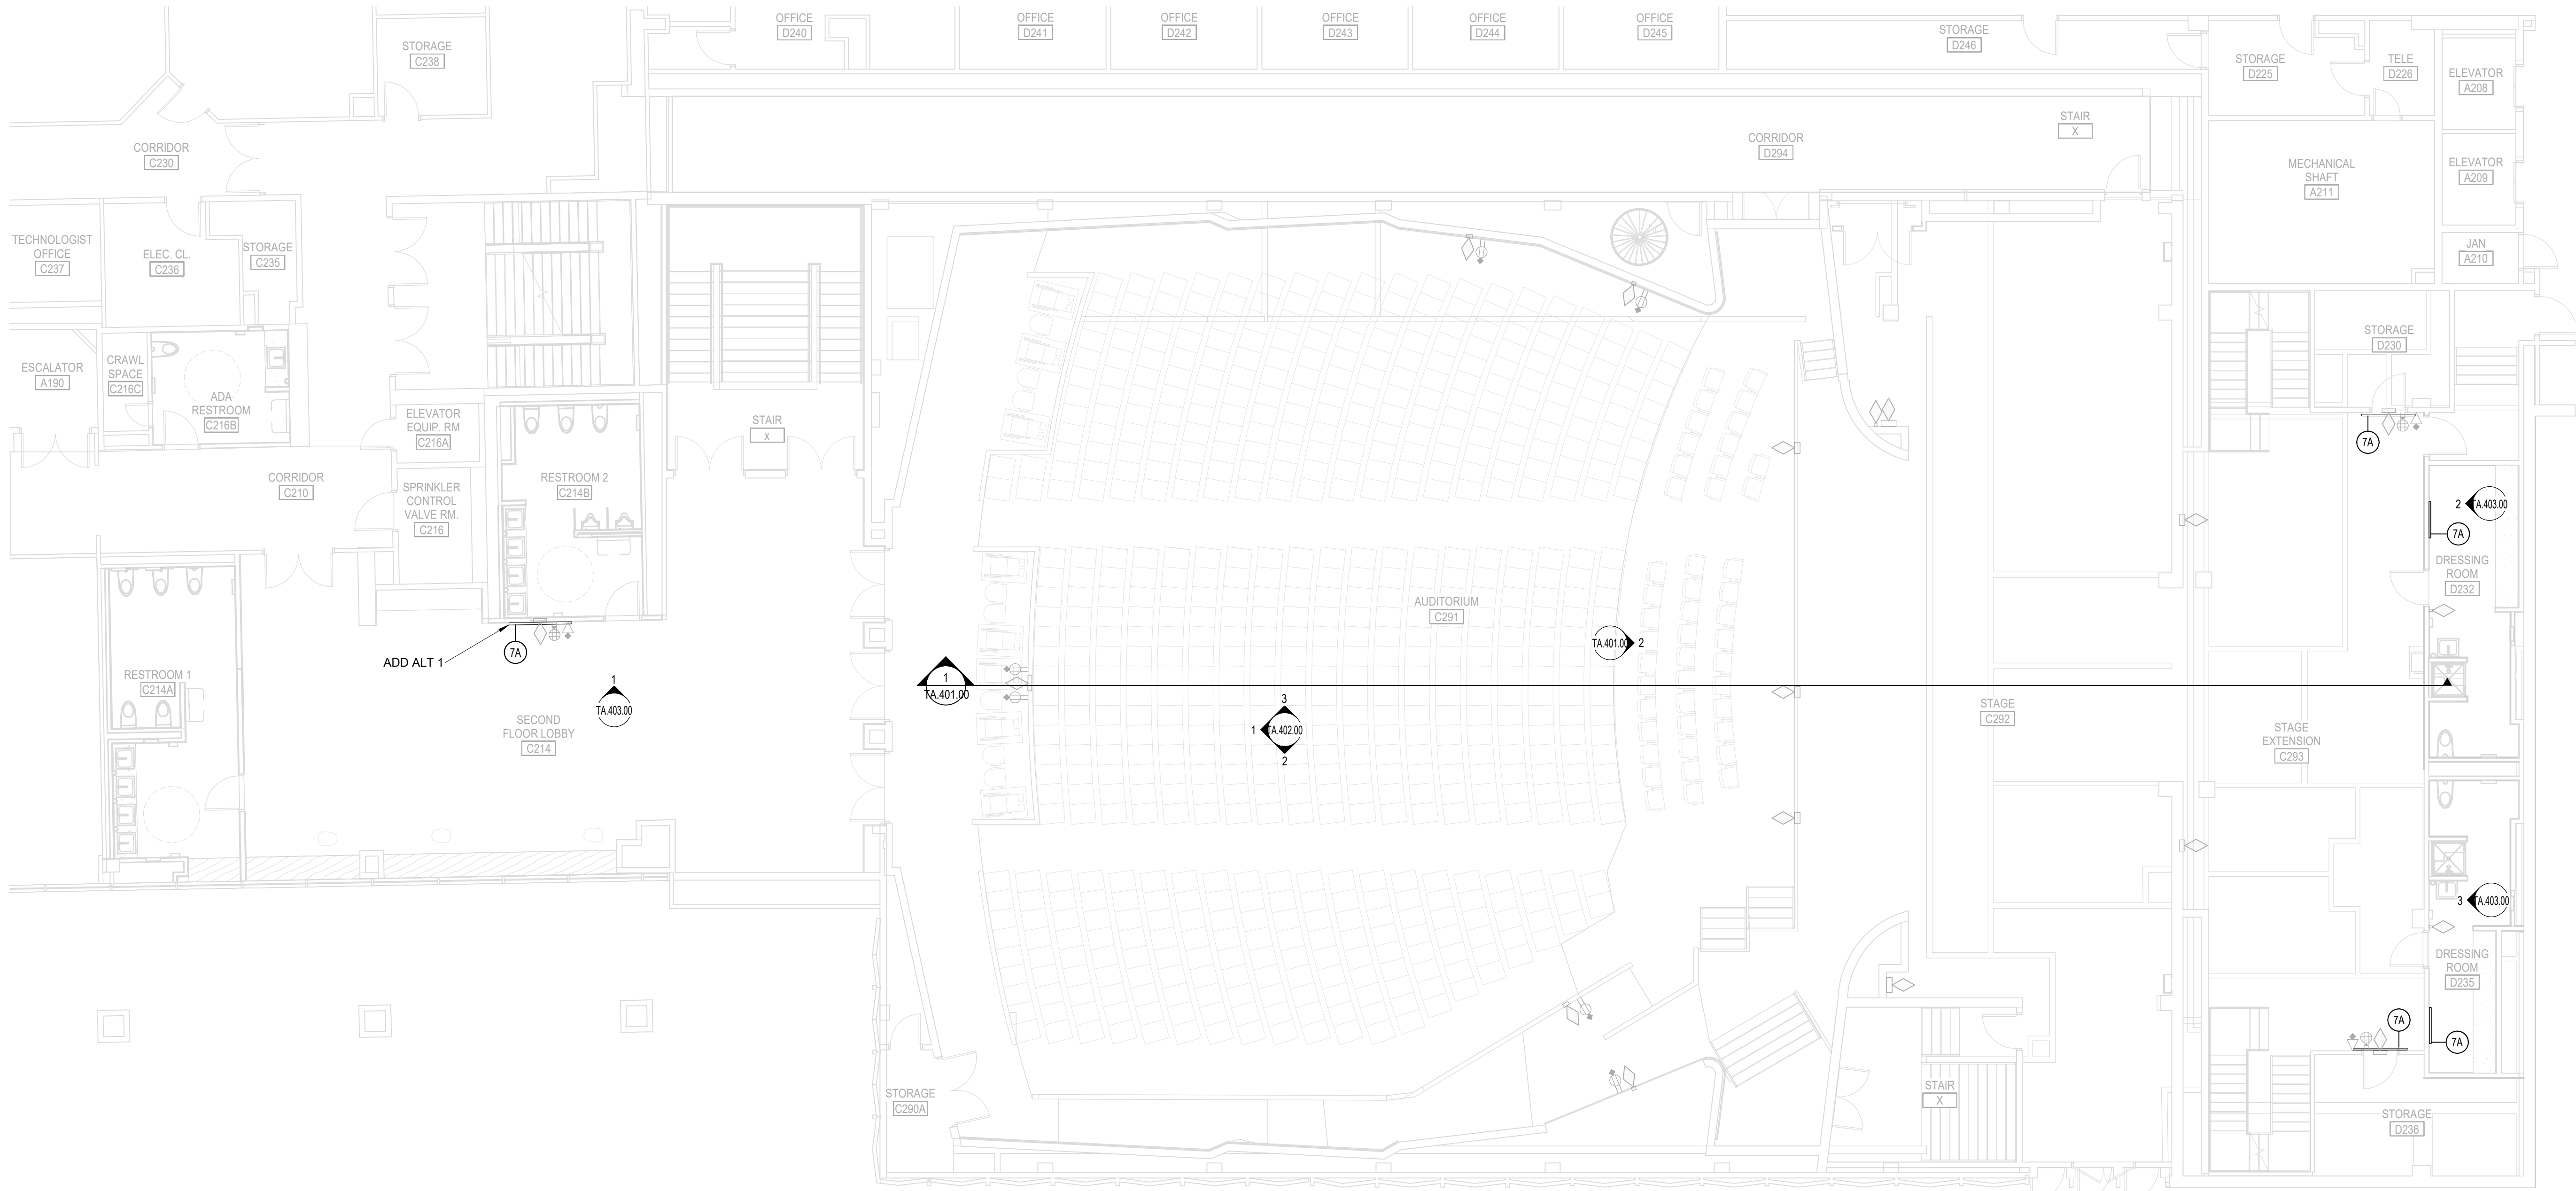 OFFICE
D240
OFFICE
D241
OFFICE
D242
OFFICE
D243
OFFICE
D244
OFFICE
D245
STORAGE
D246
STORAGE
C238
STORAGE
D225
TELE
D226
ELEVATOR
A208
STAIR
X
CORRIDOR
D294
CORRIDOR
C230
MECHANICAL
SHAFT
A211
ELEVATOR
A209
TECHNOLOGIST
OFFICE
C237
ELEC. CL.
C236
STORAGE
C235
JAN
A210
STORAGE
D230
ESCALATOR
A190
CRAWL
SPACE
C216C
ADA
RESTROOM
C216B
ELEVATOR
EQUIP. RM
C216A
STAIR
x
7A
CORRIDOR
C210
SPRINKLER
CONTROL
VALVE RM.
C216
RESTROOM 2
C214B
2
TA.403.00
7A
DRESSING
ROOM
D232
AUDITORIUM
C291
TA.401.00
2
7A
ADD ALT 1
RESTROOM 1
C214A
1
TA.403.00
1
TA.401.00
SECOND
FLOOR LOBBY
C214
3
1
TA.402.00
2
STAGE
C292
STAGE
EXTENSION
C293
3
TA.403.00
DRESSING
ROOM
D235
7A
7A
STORAGE
C290A
STAIR
X
STORAGE
D236